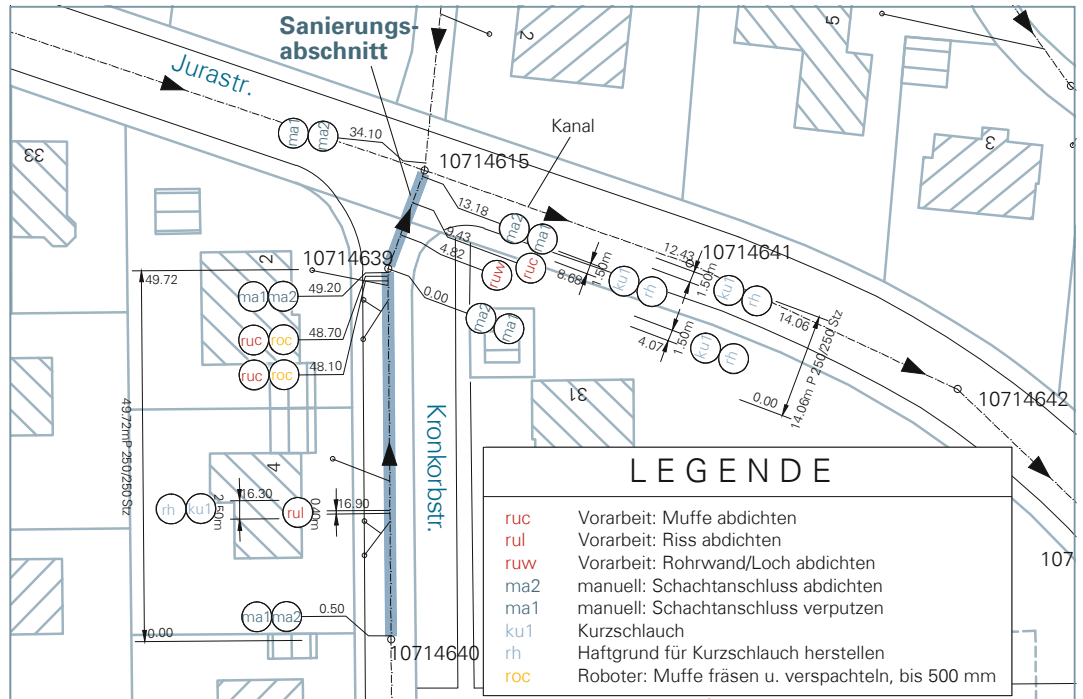 Sanierungs-
abschnitt
Jurastr.
2
5
3
33
ma1 ma2 34.10
Kanal
10714615
13.18 ma2 ma1
9.43 ruc
4.82 ruw
8.68 1.50m ku1 rh
12.43 10714641
1.50m ku1 rh
14.06
4.07 1.50m ku1 rh
0.00
14.06m P 250/250 Stz
10714642
107
10714639
0.00 ma2 ma1
49.72
2
ma1 ma2 49.20
ruc roc 48.70
ruc roc 48.10
49.72mP 250/250 Stz
Kronkorbstr.
31
4
rh ku1 16.30
2.50m
rul 0.40m 16.90
ma1 ma2 0.50
0.00
10714640
LEGENDE
ruc Vorarbeit: Muffe abdichten
rul Vorarbeit: Riss abdichten
ruw Vorarbeit: Rohrwand/Loch abdichten
ma2 manuell: Schachtanschluss abdichten
ma1 manuell: Schachtanschluss verputzen
ku1 Kurzschlauch
rh Haftgrund für Kurzschlauch herstellen
roc Roboter: Muffe fräsen u. verspachteln, bis 500 mm